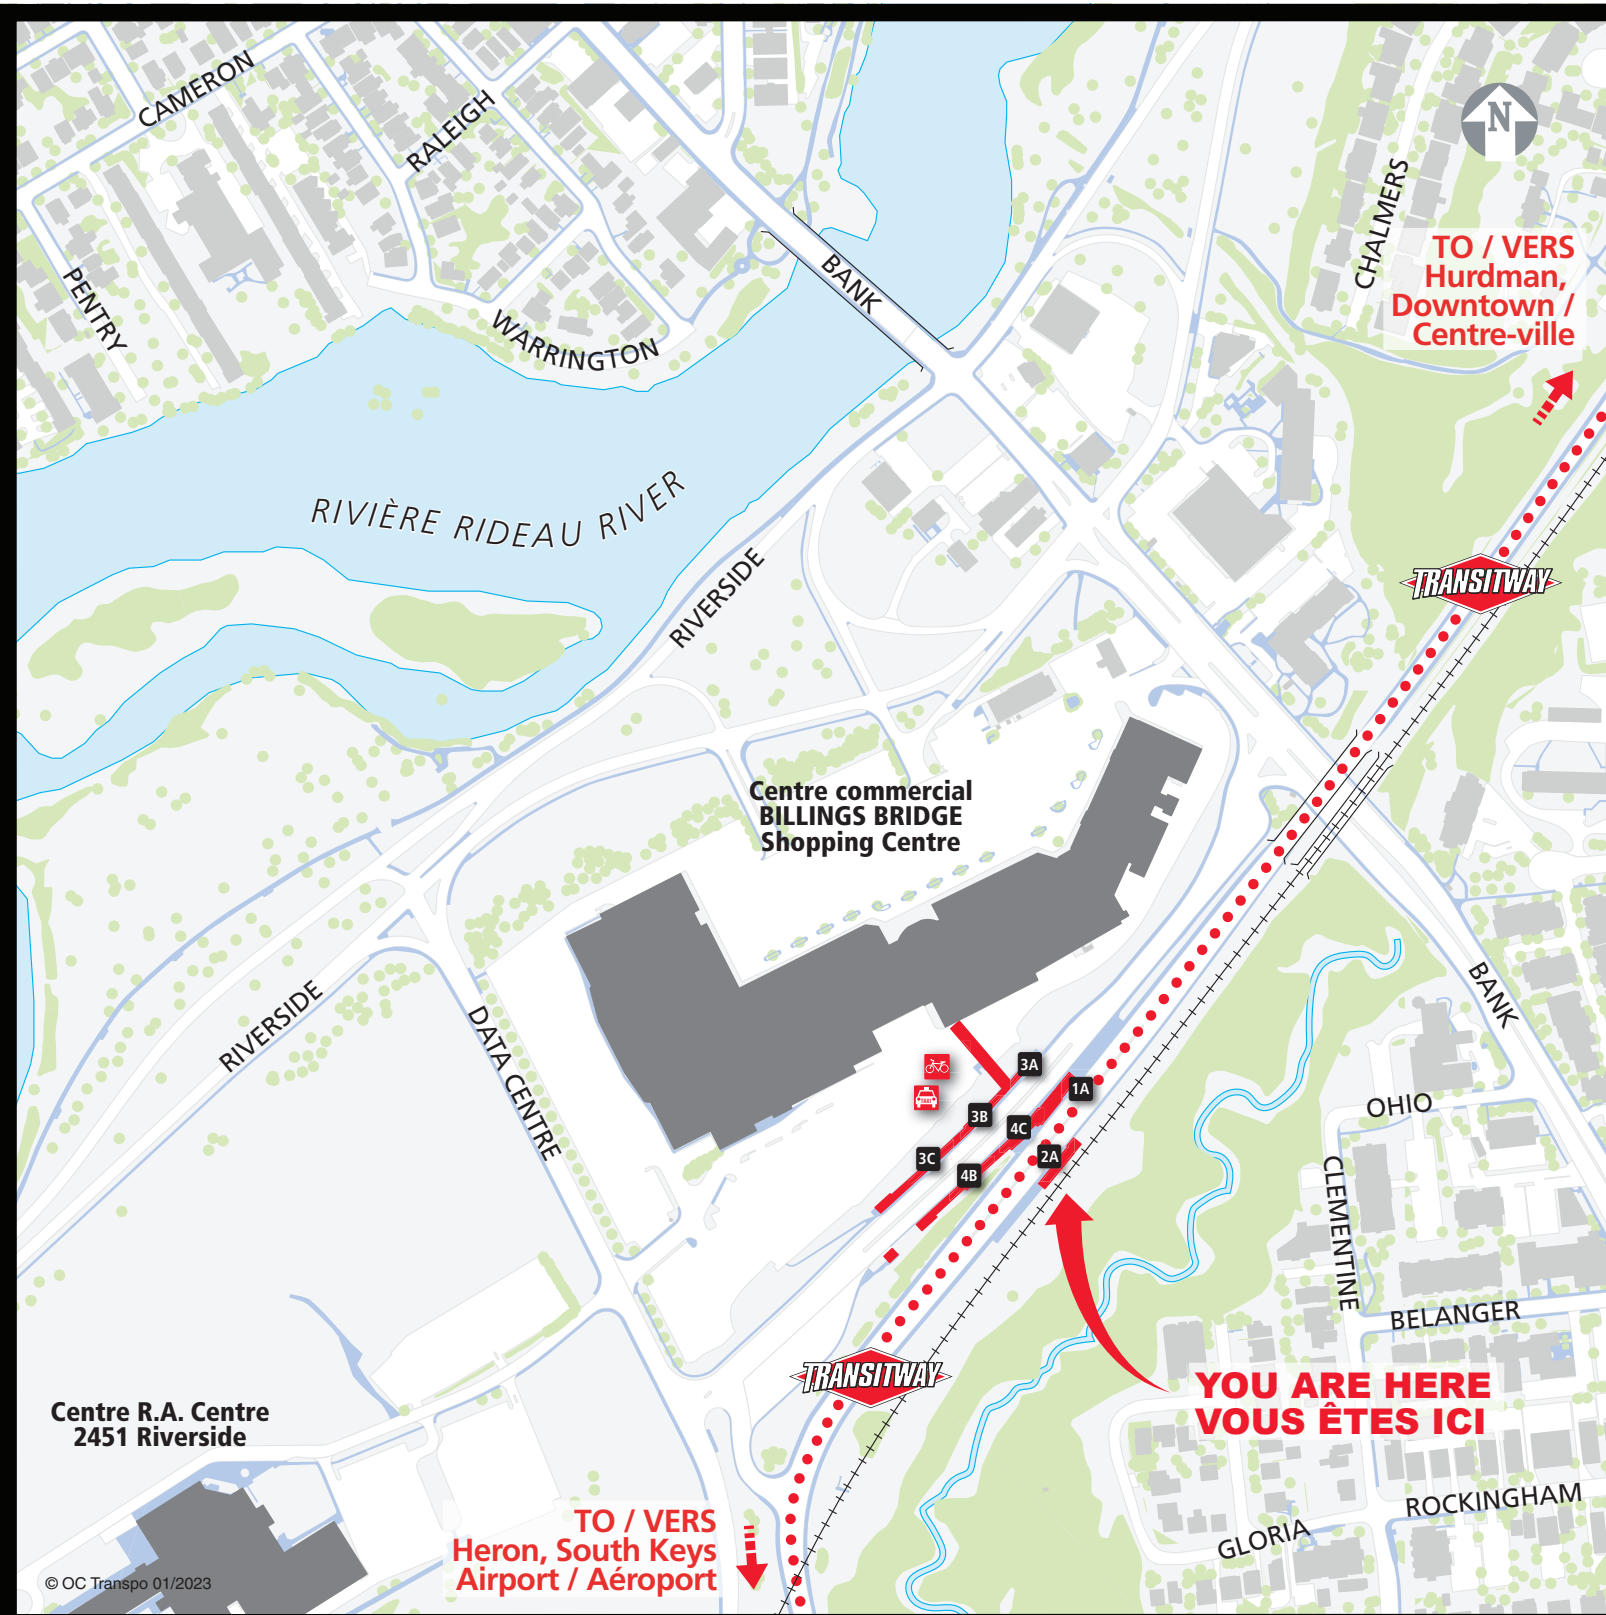 CAMERON
RALEIGH
N
CHALMERS
TO / VERS
Hurdman,
Downtown /
Centre-ville
PENTRY
BANK
WARRINGTON
RIVIÈRE RIDEAU RIVER
RIVERSIDE
TRANSITWAY
Centre commercial
BILLINGS BRIDGE
Shopping Centre
RIVERSIDE
DATA CENTRE
BANK
3A
1A
TAXI
3B
4C
3C
2A
4B
OHIO
CLEMENTINE
BELANGER
TRANSITWAY
YOU ARE HERE
VOUS ÊTES ICI
Centre R.A. Centre
2451 Riverside
ROCKINGHAM
GLORIA
TO / VERS
Heron, South Keys
Airport / Aéroport
© OC Transpo 01/2023